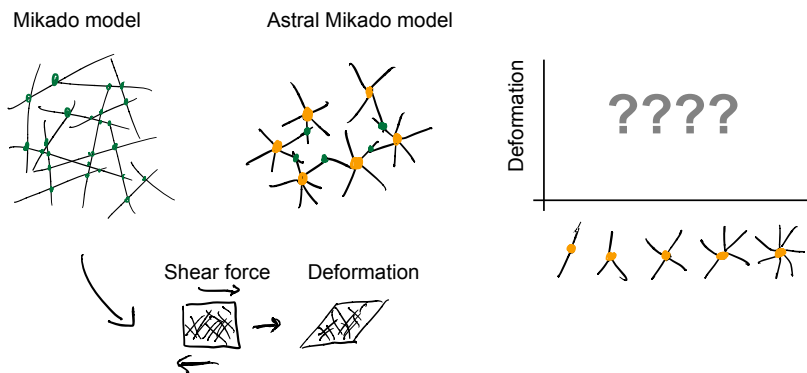 Mikado model
Astral Mikado model
Deformation
????
Shear force
Deformation